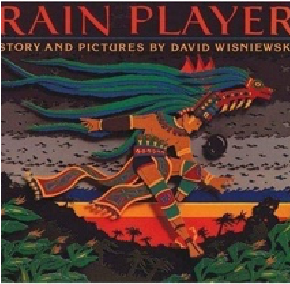 RAIN PLAYER
STORY AND PICTURES BY DAVID WISNIEWSK